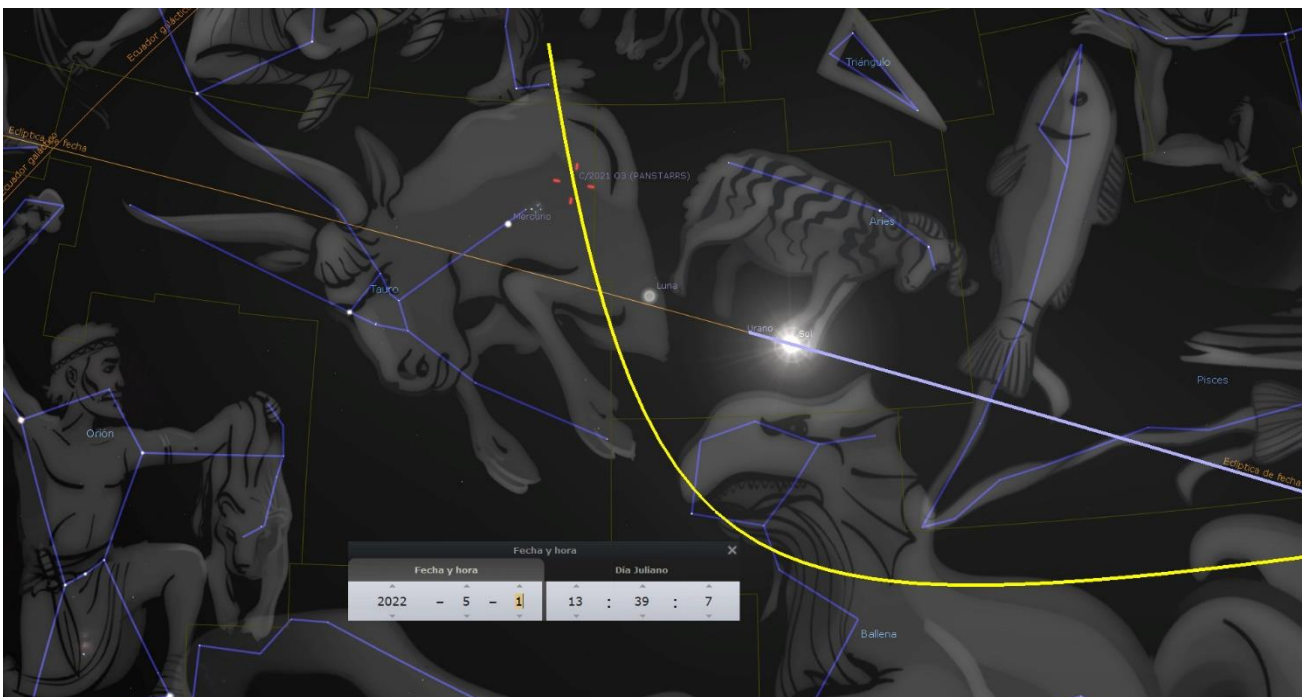 Ecuador galáctico
Triángulo
Eclíptica de fecha
Ecuador galáctico
C/2021 O3 (PANSTARRS)
Mercurio
Aries
Tauro
Luna
Urano
Sol
Pisces
Orión
Eclíptica de fecha
Fecha y hora
Fecha y hora
Día Juliano
2022 - 5 - 1 13 : 39 : 7
Ballena